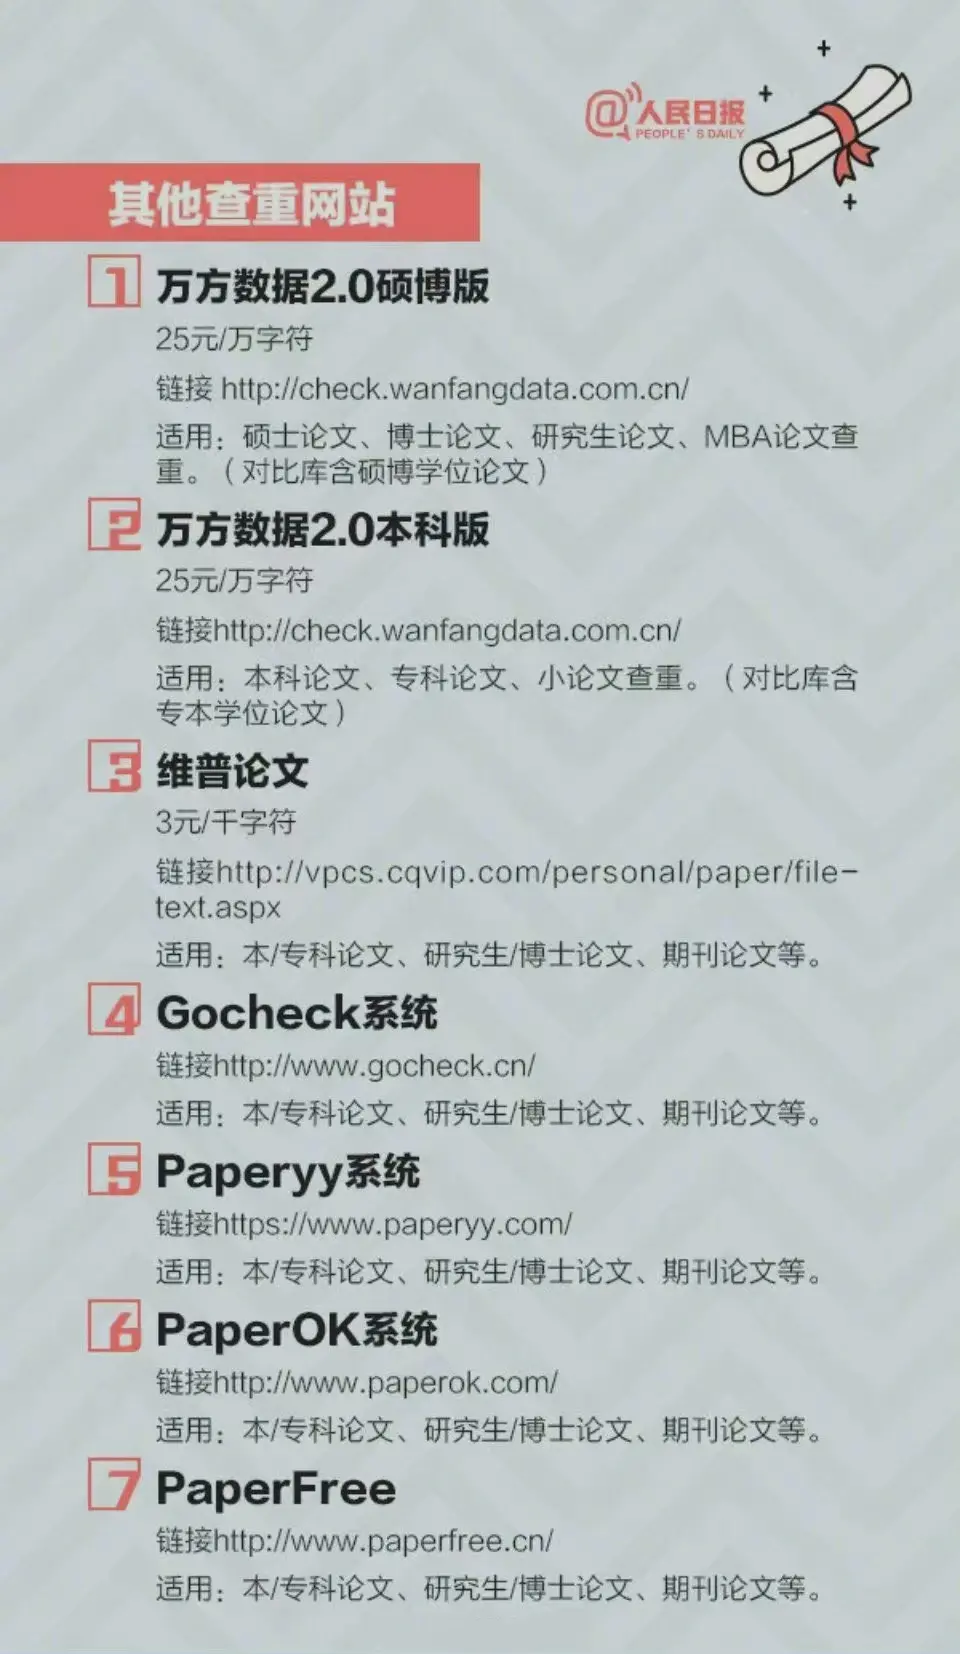 @人民日报
PEOPLE'S DAILY
其他查重网站
1 万方数据2.0硕博版
25元/万字符
链接 http://check.wanfangdata.com.cn/
适用：硕士论文、博士论文、研究生论文、MBA论文查
重。（对比库含硕博学位论文）
2 万方数据2.0本科版
25元/万字符
链接http://check.wanfangdata.com.cn/
适用：本科论文、专科论文、小论文查重。（对比库含
专本学位论文）
3 维普论文
3元/千字符
链接http://vpcs.cqvip.com/personal/paper/file-
text.aspx
适用：本/专科论文、研究生/博士论文、期刊论文等。
4 Gocheck系统
链接http://www.gocheck.cn/
适用：本/专科论文、研究生/博士论文、期刊论文等。
5 Paperyy系统
链接https://www.paperyy.com/
适用：本/专科论文、研究生/博士论文、期刊论文等。
6 PaperOK系统
链接http://www.paperok.com/
适用：本/专科论文、研究生/博士论文、期刊论文等。
7 PaperFree
链接http://www.paperfree.cn/
适用：本/专科论文、研究生/博士论文、期刊论文等。